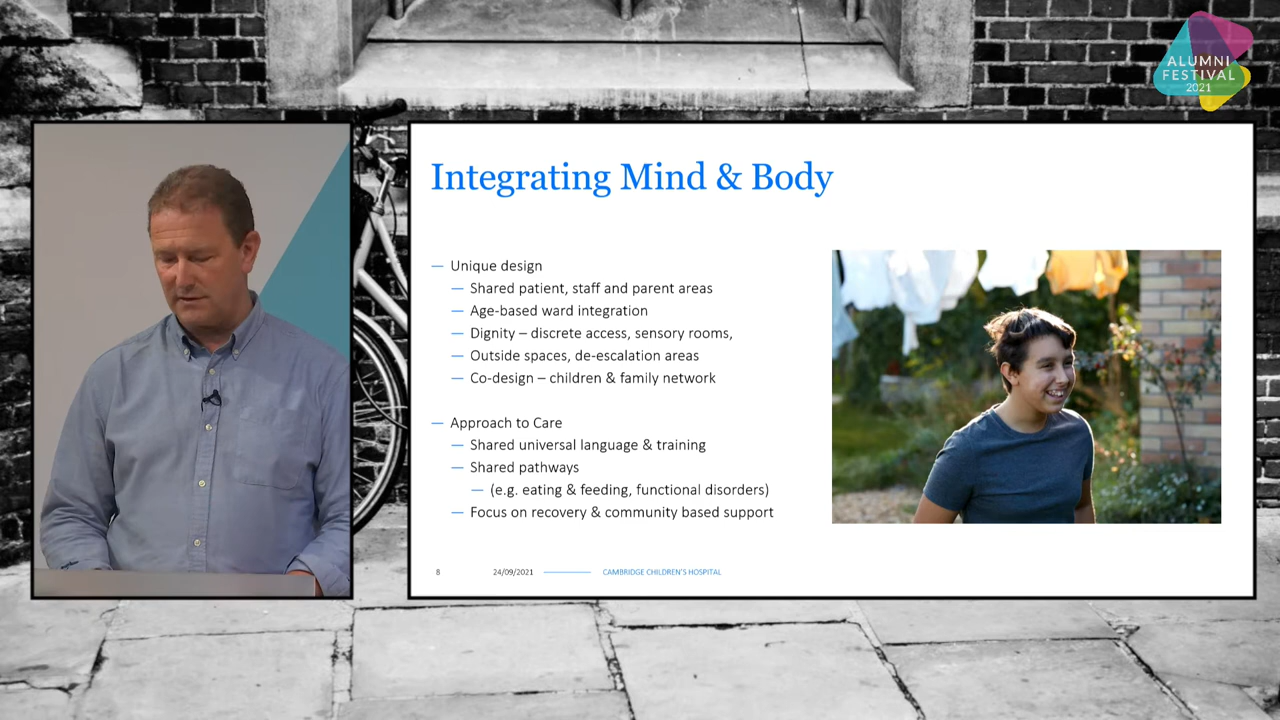 ALUMNI
FESTIVAL
2021
Integrating Mind & Body
— Unique design
— Shared patient, staff and parent areas
— Age-based ward integration
— Dignity – discrete access, sensory rooms,
— Outside spaces, de-escalation areas
— Co-design – children & family network
— Approach to Care
— Shared universal language & training
— Shared pathways
— (e.g. eating & feeding, functional disorders)
— Focus on recovery & community based support
8 24/09/2021 CAMBRIDGE CHILDREN'S HOSPITAL